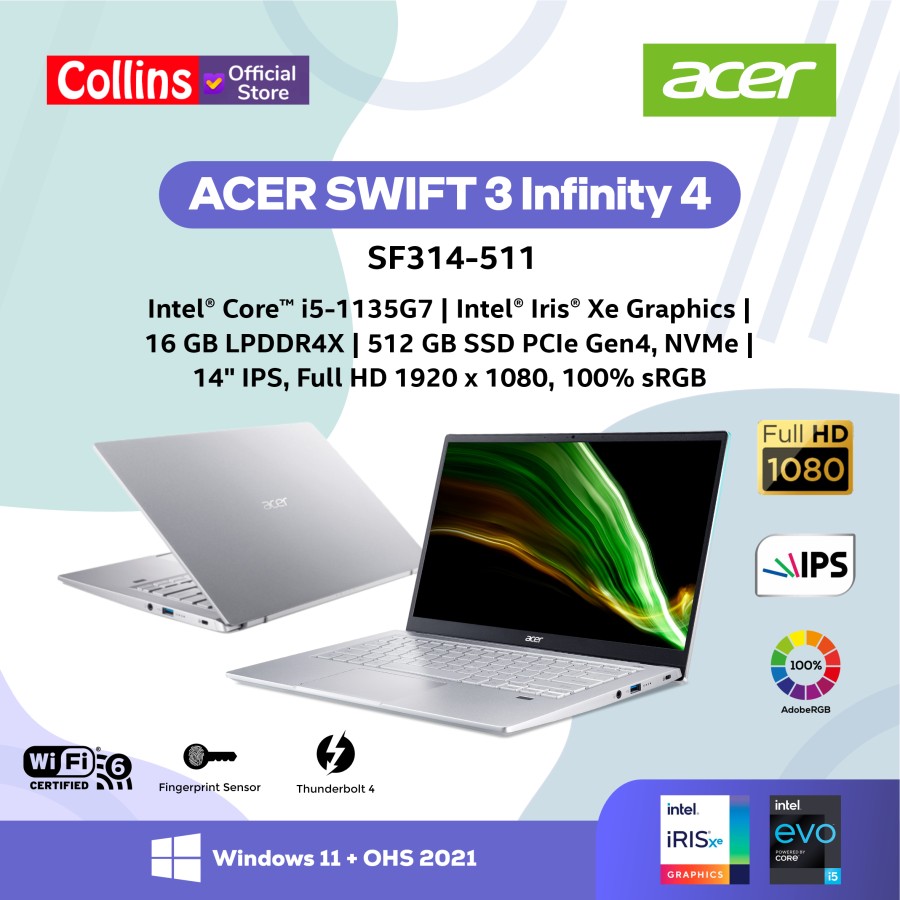 Collins
Official
Store
acer
ACER SWIFT 3 Infinity 4
SF314-511
Intel® Core™ i5-1135G7 | Intel® Iris® Xe Graphics |
16 GB LPDDR4X | 512 GB SSD PCIe Gen4, NVMe |
14" IPS, Full HD 1920 x 1080, 100% sRGB
Full HD
1080
acer
IPS
acer
100%
AdobeRGB
Wi Fi® 6
CERTIFIED
Fingerprint Sensor
Thunderbolt 4
Windows 11 + OHS 2021
intel.
iRIS xe
GRAPHICS
intel.
evo
POWERED BY
CORE
i5